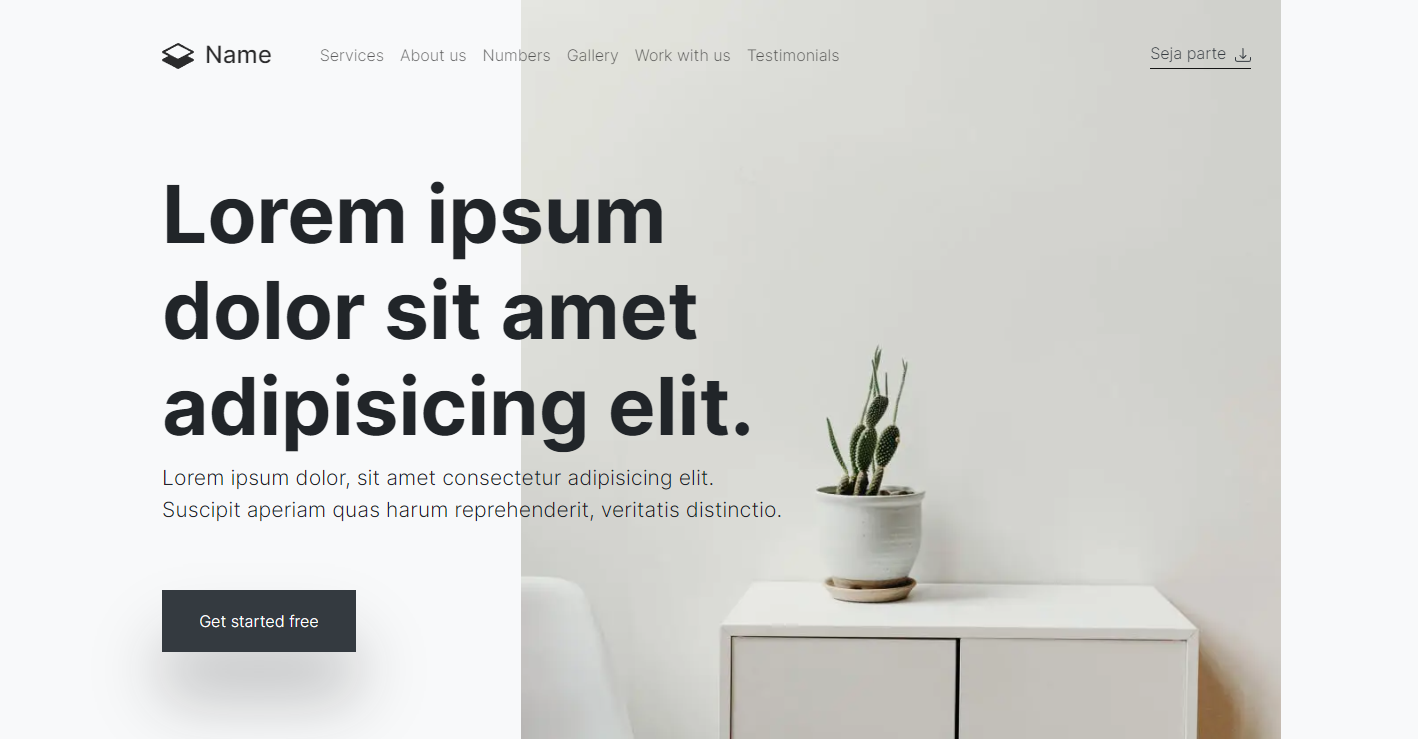 Name
Services About us Numbers Gallery Work with us Testimonials
Seja parte
Lorem ipsum
dolor sit amet
adipisicing elit.
Lorem ipsum dolor, sit amet consectetur adipisicing elit.
Suscipit aperiam quas harum reprehenderit, veritatis distinctio.
Get started free